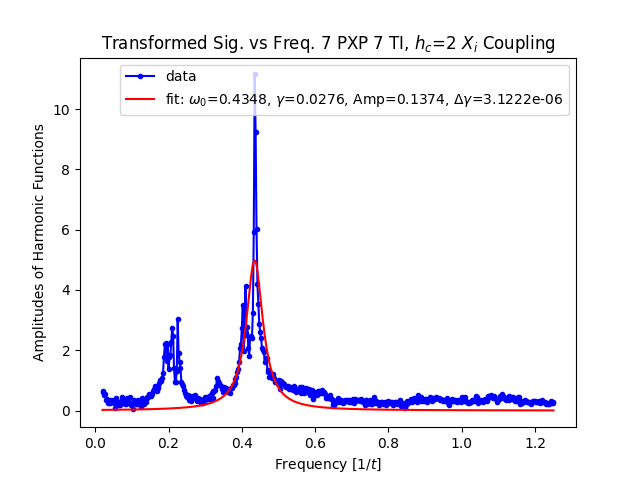 Transformed Sig. vs Freq. 7 PXP 7 TI, $h_c$=2 $X_i$ Coupling
data
fit: $\omega_0$=0.4348, $\gamma$=0.0276, Amp=0.1374, $\Delta\gamma$=3.1222e-06
Amplitudes of Harmonic Functions
10
8
6
4
2
0
0.0 0.2 0.4 0.6 0.8 1.0 1.2
Frequency [1/$t$]